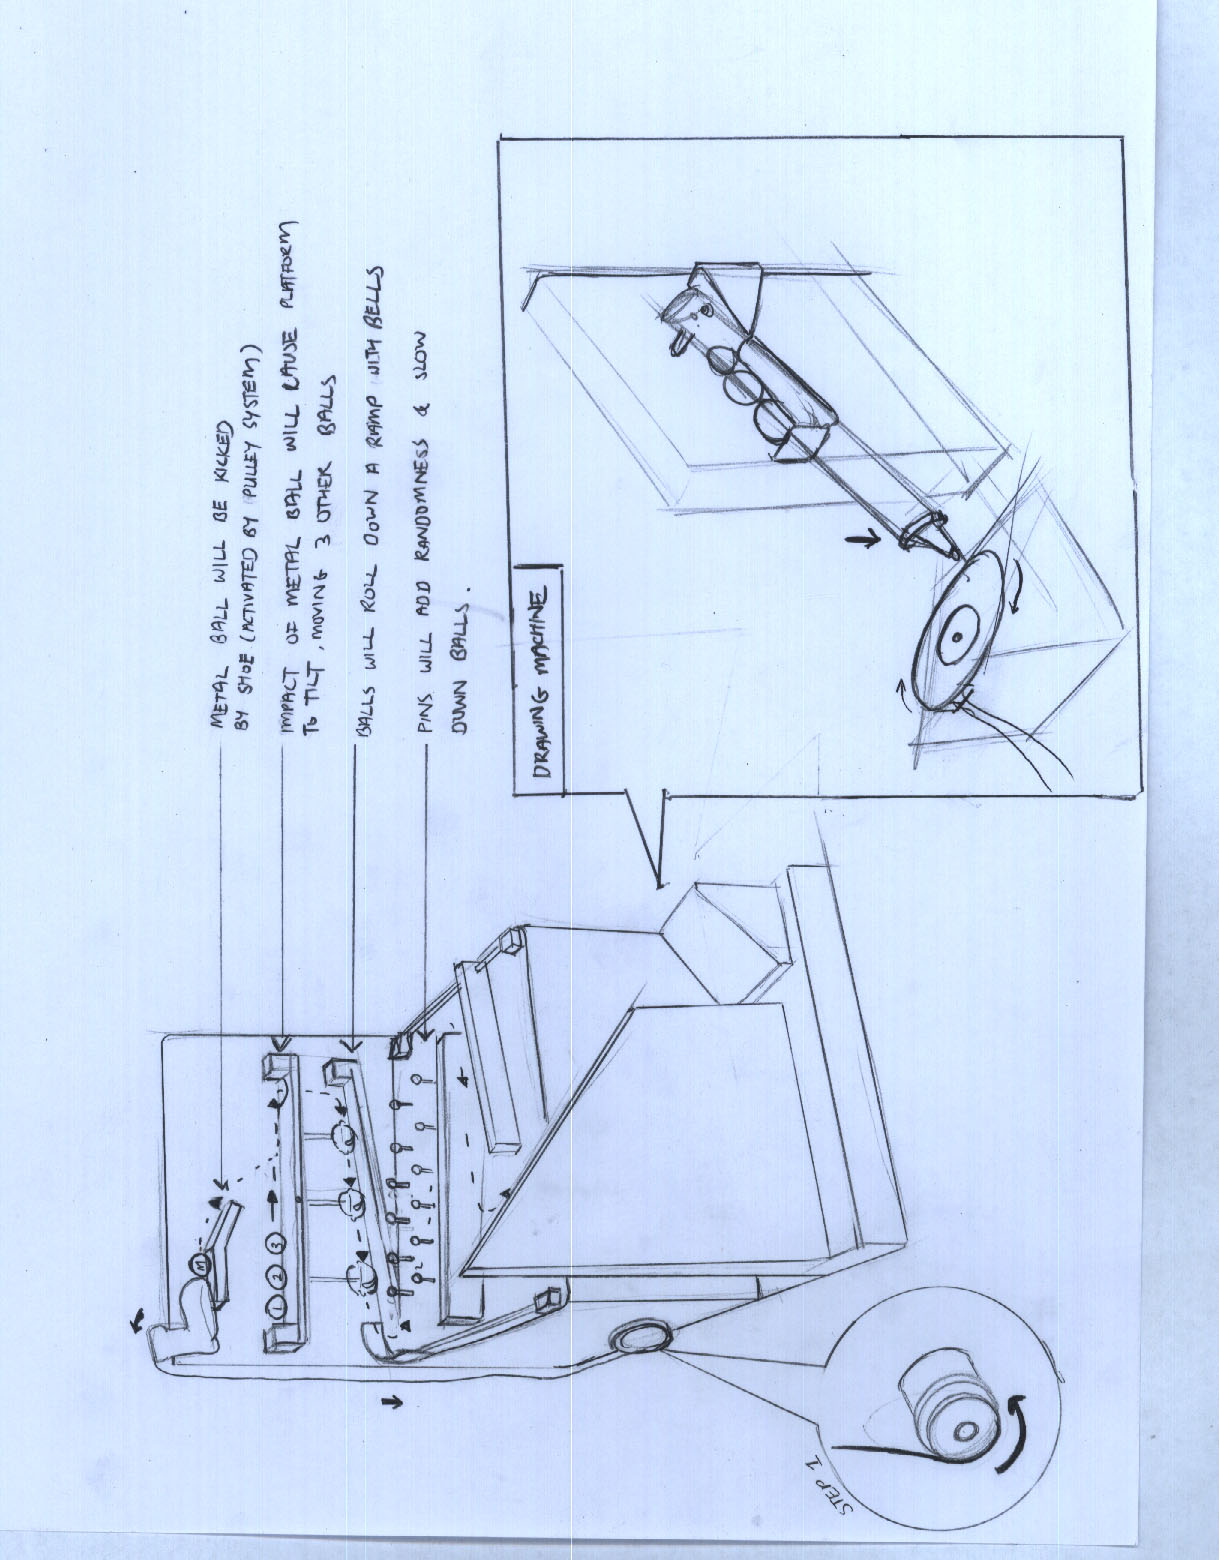 METAL BALL WILL BE KICKED
BY SHOE (ACTIVATED BY PULLEY SYSTEM)
IMPACT OF METAL BALL WILL CAUSE PLATFORM
TO TILT, MOVING 3 OTHER BALLS
BALLS WILL ROLL DOWN A RAMP WITH BELLS
PINS WILL ADD RANDOMNESS & SLOW
DOWN BALLS.
M
1 2 3
DRAWING MACHINE
STEP 1